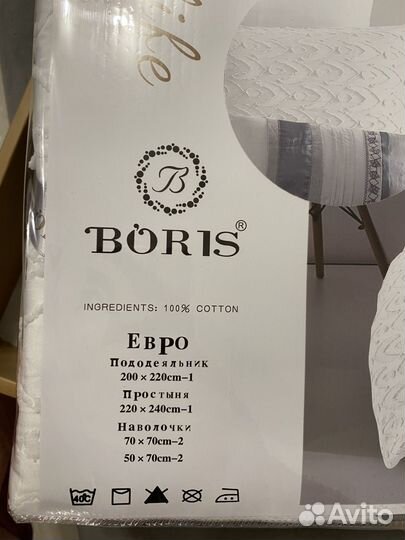 B
BORIS®
INGREDIENTS: 100% COTTON
ЕВРО
Пододеяльник
200 × 220cm-1
Простыня
220 × 240cm-1
Наволочки
70 × 70cm-2
50 × 70cm-2
40C
Avito